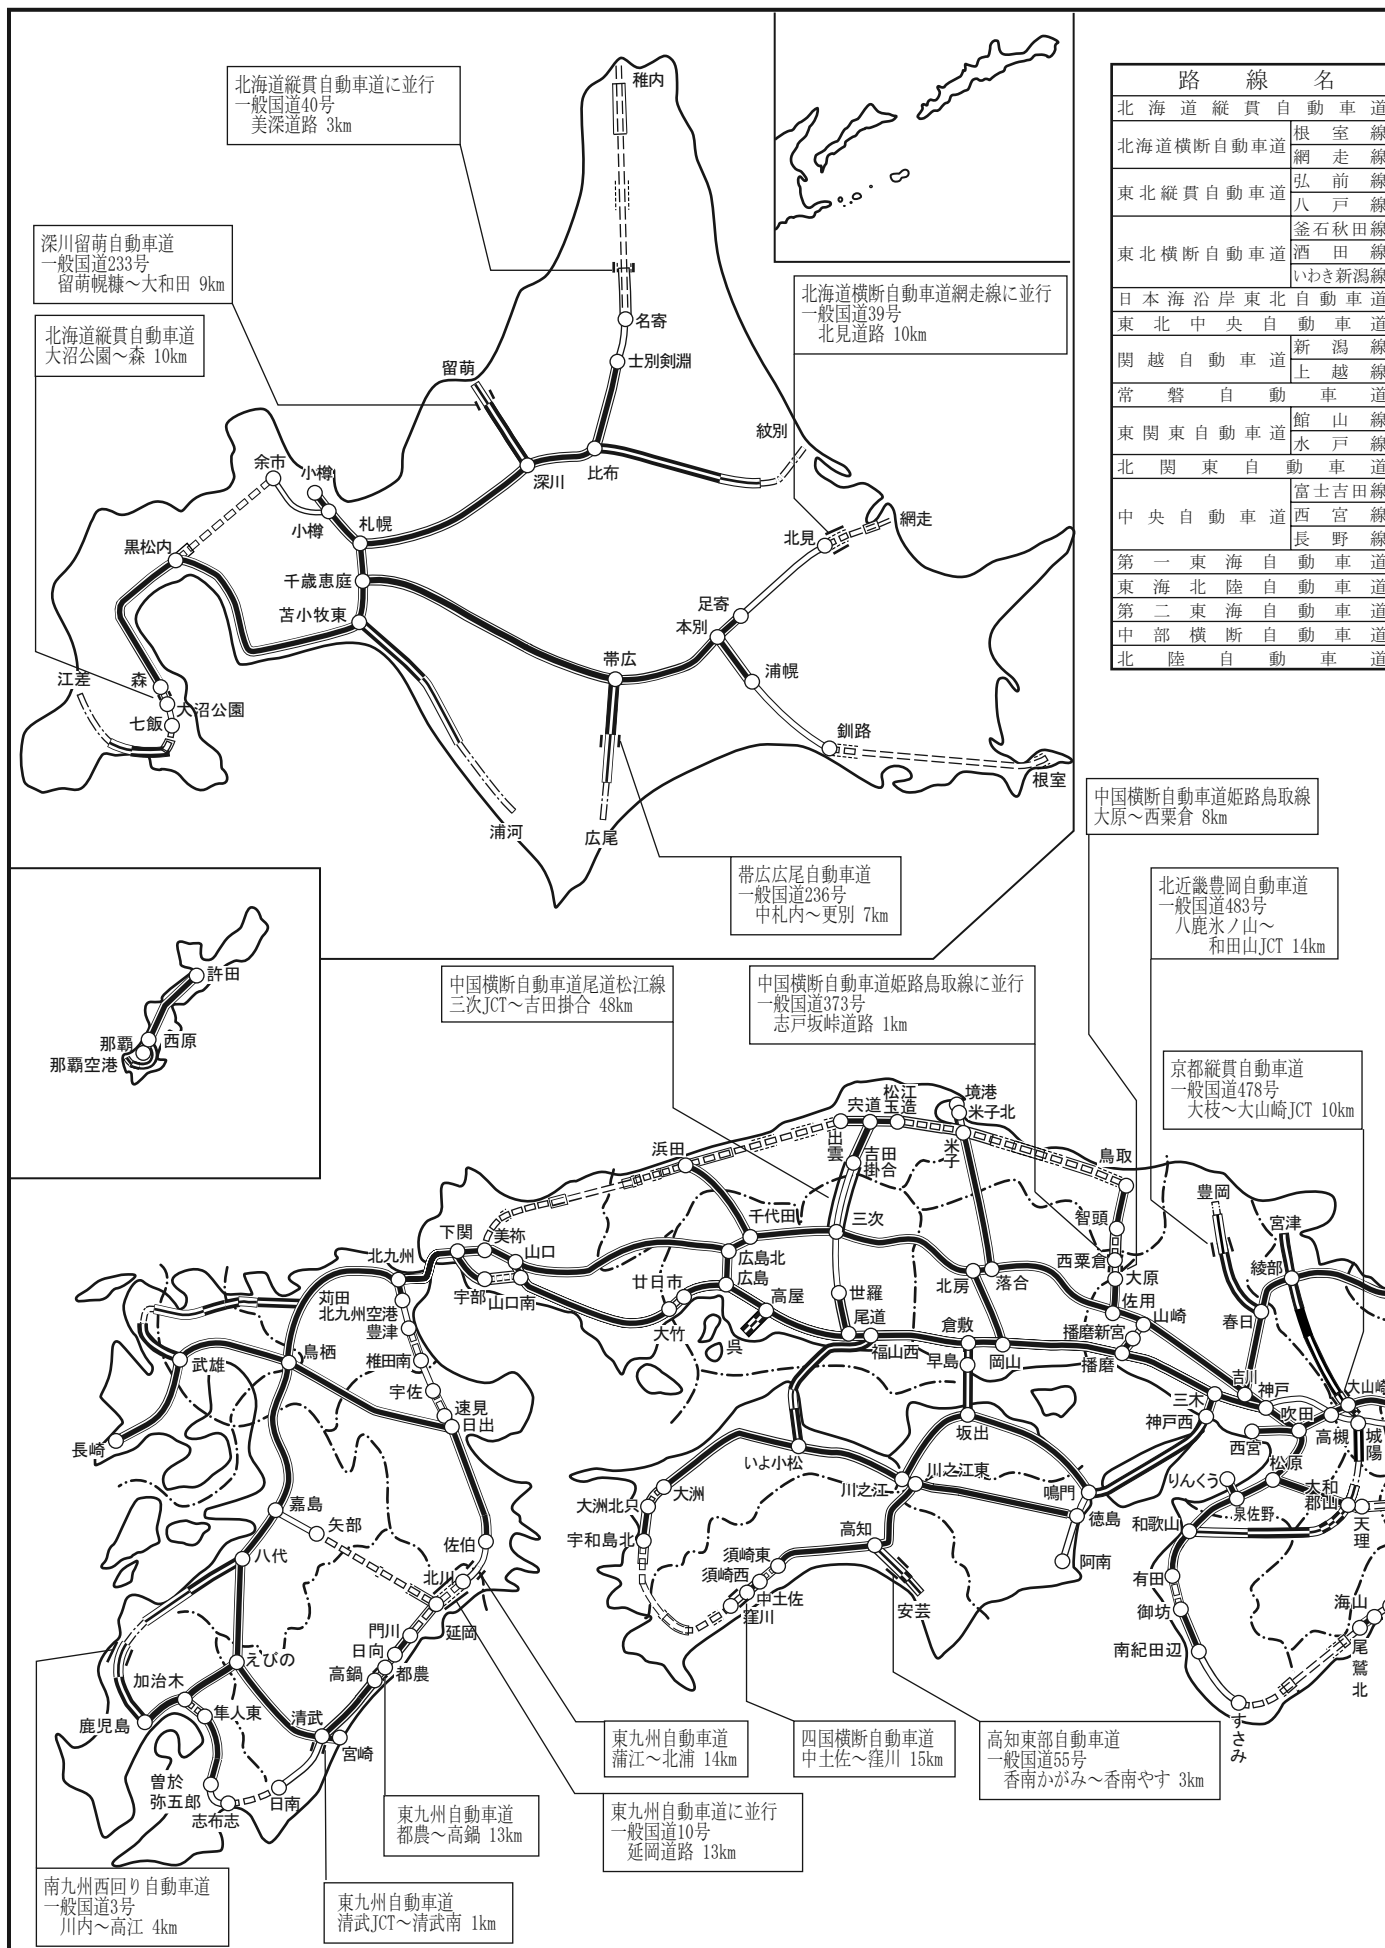 北海道縦貫自動車道に並行
一般国道40号
美深道路 3km
稚内
深川留萌自動車道
一般国道233号
留萌幌糠～大和田 9km
北海道縦貫自動車道
大沼公園～森 10km
北海道横断自動車道網走線に並行
一般国道39号
北見道路 10km
名寄
士別剣淵
留萌
紋別
比布
深川
余市
小樽
小樽
札幌
網走
北見
黒松内
千歳恵庭
苫小牧東
足寄
本別
帯広
浦幌
江差
森
大沼公園
七飯
釧路
根室
浦河
広尾
帯広広尾自動車道
一般国道236号
中札内～更別 7km
路線名
北海道縦貫自動車道
北海道横断自動車道
根室線
網走線
東北縦貫自動車道
弘前線
八戸線
東北横断自動車道
釜石秋田線
酒田線
いわき新潟線
日本海沿岸東北自動車道
東北中央自動車道
関越自動車道
新潟線
上越線
常磐自動車道
東関東自動車道
館山線
水戸線
北関東自動車道
中央自動車道
富士吉田線
西宮線
長野線
第一東海自動車道
東海北陸自動車道
第二東海自動車道
中部横断自動車道
北陸自動車道
中国横断自動車道姫路鳥取線
大原～西粟倉 8km
北近畿豊岡自動車道
一般国道483号
八鹿氷ノ山～
和田山JCT 14km
許田
西原
那覇
那覇空港
中国横断自動車道尾道松江線
三次JCT～吉田掛合 48km
中国横断自動車道姫路鳥取線に並行
一般国道373号
志戸坂峠道路 1km
京都縦貫自動車道
一般国道478号
大枝～大山崎JCT 10km
宍道
松江
玉造
境港
米子北
出雲
吉田
掛合
米子
鳥取
浜田
千代田
三次
智頭
豊岡
宮津
下関
美祢
山口
広島北
広島
西粟倉
大原
綾部
北九州
宇部
山口南
廿日市
大竹
呉
高屋
世羅
尾道
福山西
北房
落合
佐用
山崎
春日
苅田
北九州空港
豊津
椎田南
宇佐
速見
日出
鳥栖
武雄
長崎
倉敷
早島
岡山
播磨新宮
播磨
吉川
神戸
三木
神戸西
西宮
吹田
大山崎
高槻
城陽
松原
坂出
いよ小松
川之江
川之江東
鳴門
徳島
阿南
りんくう
泉佐野
大和
郡山
天理
和歌山
有田
御坊
南紀田辺
すさみ
海山
尾鷲北
大洲
大洲北只
宇和島北
高知
須崎東
須崎西
中土佐
窪川
安芸
嘉島
矢部
八代
佐伯
北川
延岡
門川
日向
都農
高鍋
えびの
加治木
隼人東
鹿児島
清武
宮崎
曽於
弥五郎
志布志
日南
東九州自動車道
蒲江～北浦 14km
四国横断自動車道
中土佐～窪川 15km
高知東部自動車道
一般国道55号
香南かがみ～香南やす 3km
東九州自動車道
都農～高鍋 13km
東九州自動車道に並行
一般国道10号
延岡道路 13km
南九州西回り自動車道
一般国道3号
川内～高江 4km
東九州自動車道
清武JCT～清武南 1km